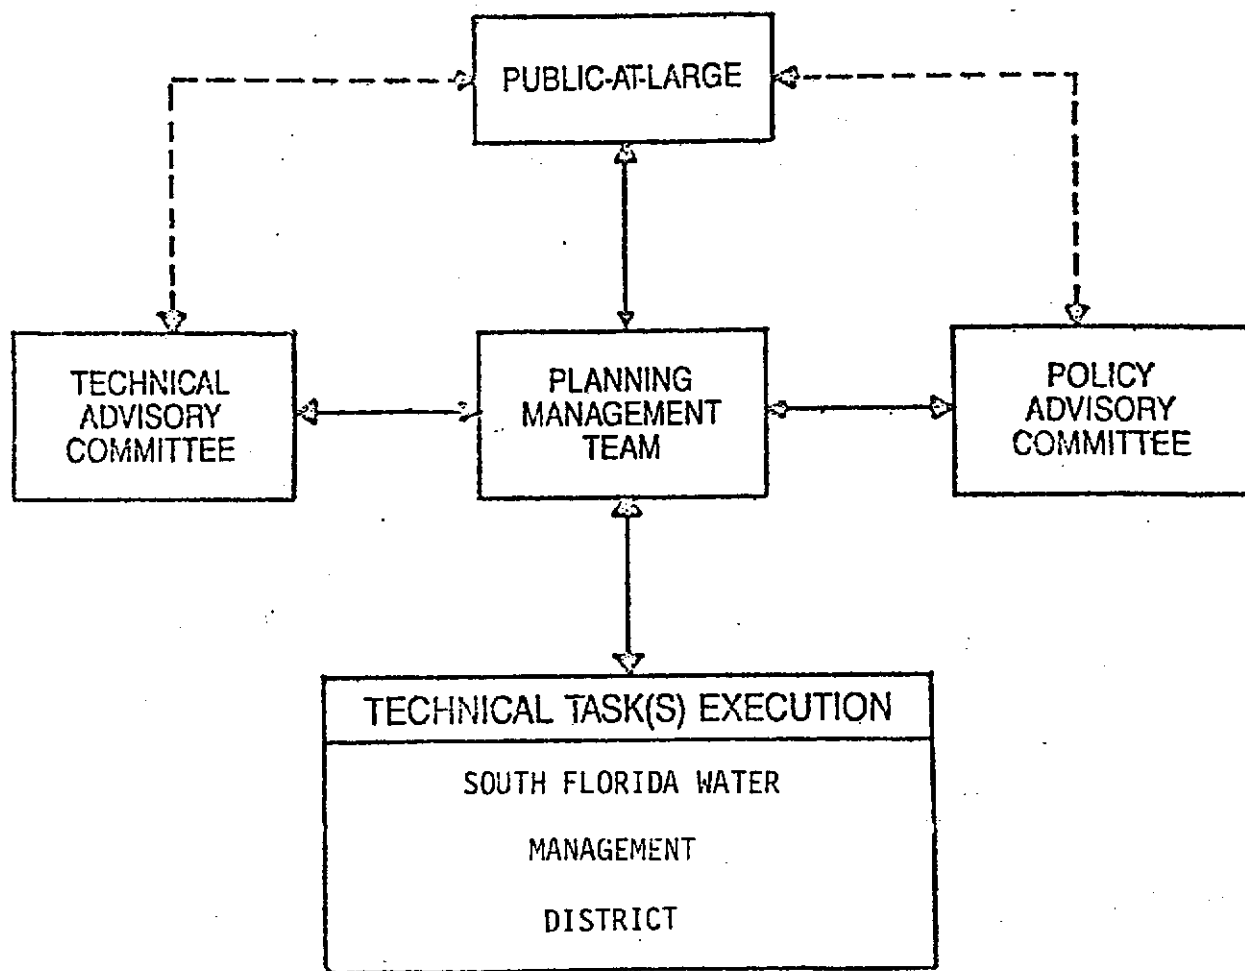 PUBLIC-AT-LARGE
TECHNICAL
ADVISORY
COMMITTEE
PLANNING
MANAGEMENT
TEAM
POLICY
ADVISORY
COMMITTEE
TECHNICAL TASK(S) EXECUTION
SOUTH FLORIDA WATER
MANAGEMENT
DISTRICT